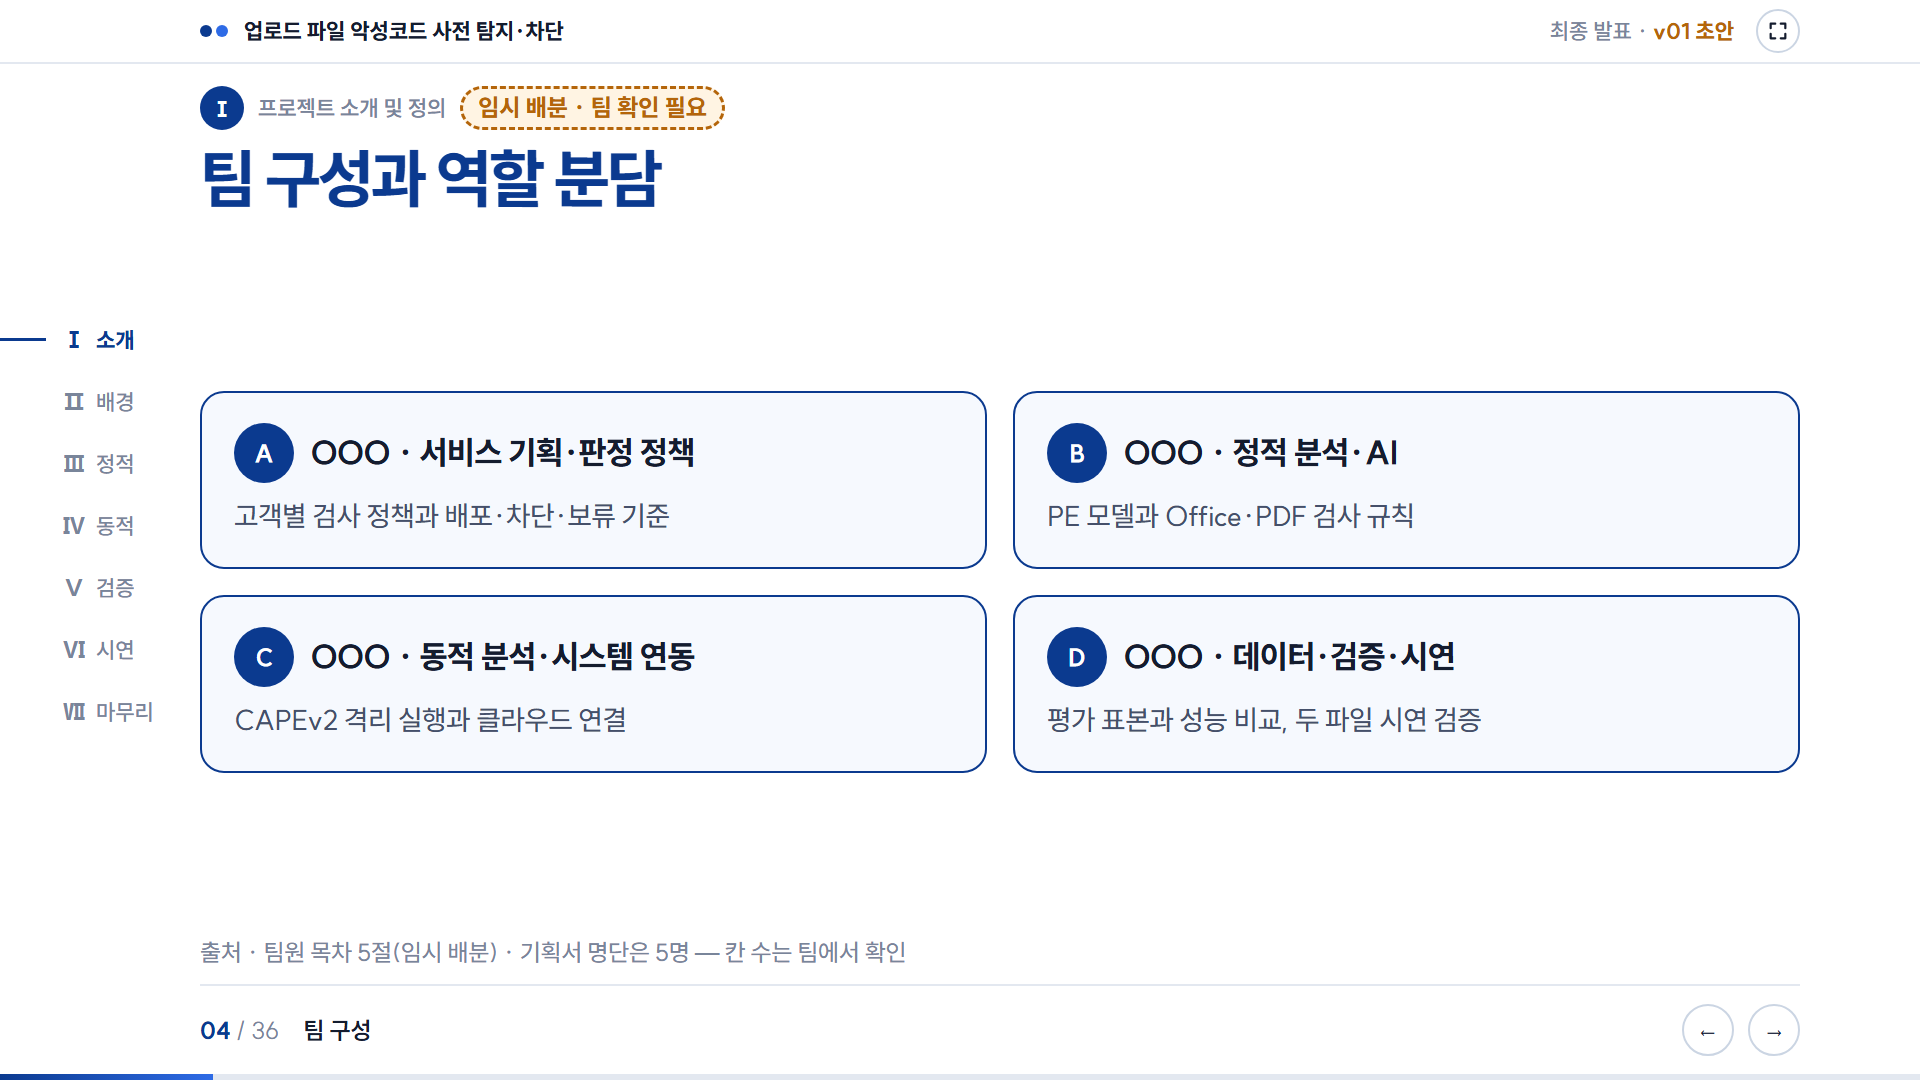 업로드 파일 악성코드 사전 탐지·차단
최종 발표 · v01 초안
I 프로젝트 소개 및 정의 임시 배분 · 팀 확인 필요
팀 구성과 역할 분담
I 소개
II 배경
III 정적
IV 동적
V 검증
VI 시연
VII 마무리
A OOO · 서비스 기획·판정 정책
고객별 검사 정책과 배포·차단·보류 기준
B OOO · 정적 분석·AI
PE 모델과 Office·PDF 검사 규칙
C OOO · 동적 분석·시스템 연동
CAPEv2 격리 실행과 클라우드 연결
D OOO · 데이터·검증·시연
평가 표본과 성능 비교, 두 파일 시연 검증
출처 · 팀원 목차 5절(임시 배분) · 기획서 명단은 5명 — 칸 수는 팀에서 확인
04 / 36 팀 구성
← →